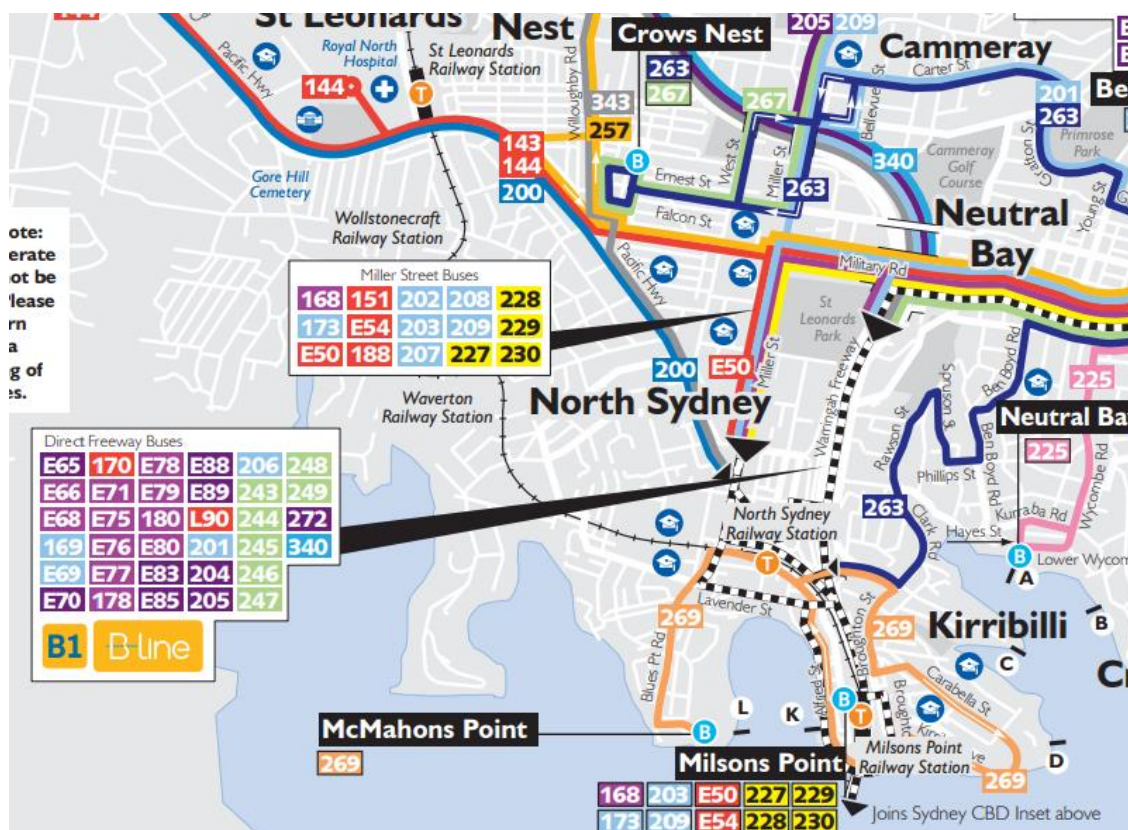 144
St Leonards
Nest
205
209
Crows Nest
263
267
Cammeray
Carter St
Royal North
Hospital
St Leonards
Railway Station
Pacific Hwy
144
T
Willoughby Rd
343
257
267
Bellevue St
201
263
Be
Primrose
Park
Grafton St
143
144
200
B
West St
Miller St
340
Cammeray
Golf
Course
Gore Hill
Cemetery
Ernest St
263
Young St
Falcon St
Wollstonecraft
Railway Station
Neutral
Bay
ote:
erate
ot be
Please
rn
a
g of
es.
Pacific Hwy
Military Rd
Miller Street Buses
168 151 202 208 228
173 E54 203 209 229
E50 188 207 227 230
St
Leonards
Park
200
E50
Miller St
Warringah Freeway
Ben Boyd Rd
225
Waverton
Railway Station
North Sydney
Spruson St
Rawson St
Ben Boyd Rd
Neutral Bay
225
Wycombe Rd
Direct Freeway Buses
E65 170 E78 E88 206 248
E66 E71 E79 E89 243 249
E68 E75 180 L90 244 272
169 E76 E80 201 245 340
E69 E77 E83 204 246
E70 178 E85 205 247
B1 B-line
Phillips St
263
Clark Rd
Kurraba Rd
Hayes St
North Sydney
Railway Station
B
Lower Wycom
A
T
Lavender St
269
Blues Pt Rd
Broughton St
269
Kirribilli
B
C
Carabella St
Alfred St
Cr
L
K
B
T
McMahons Point
269
B
Milsons Point
Railway Station
D
Milsons Point
269
168 203 E50 227 229
173 209 E54 228 230
Joins Sydney CBD Inset above